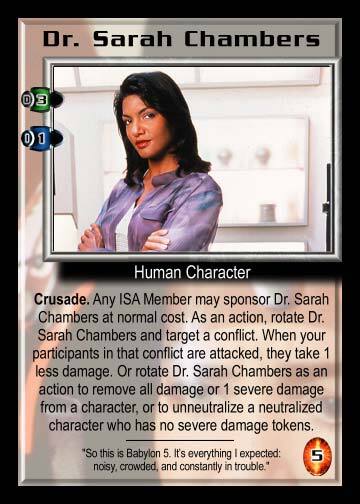 Dr. Sarah Chambers
3
1
Human Character
Crusade. Any ISA Member may sponsor Dr. Sarah
Chambers at normal cost. As an action, rotate Dr.
Sarah Chambers and target a conflict. When your
participants in that conflict are attacked, they take 1
less damage. Or rotate Dr. Sarah Chambers as an
action to remove all damage or 1 severe damage
from a character, or to unneutralize a neutralized
character who has no severe damage tokens.
"So this is Babylon 5. It's everything I expected:
noisy, crowded, and constantly in trouble."
5